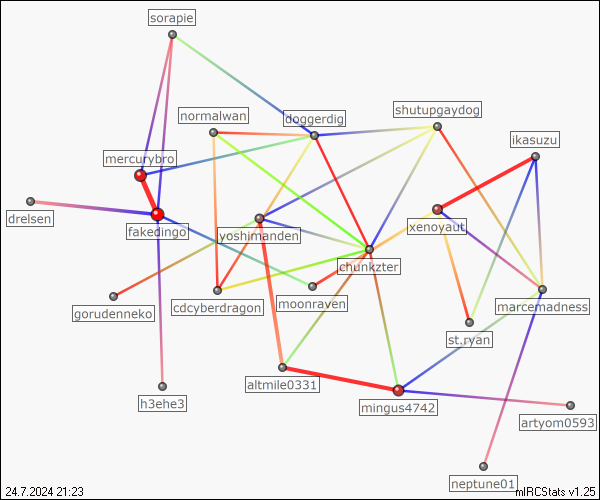 sorapie
normalwan
doggerdig
shutupgaydog
ikasuzu
mercurybro
drelsen
fakedingo
yoshimanden
xenoyaut
chunkzter
gorudenneko
cdcyberdragon
moonraven
marcemadness
st.ryan
altmile0331
h3ehe3
mingus4742
artyom0593
neptune01
24.7.2024 21:23
mIRCStats v1.25